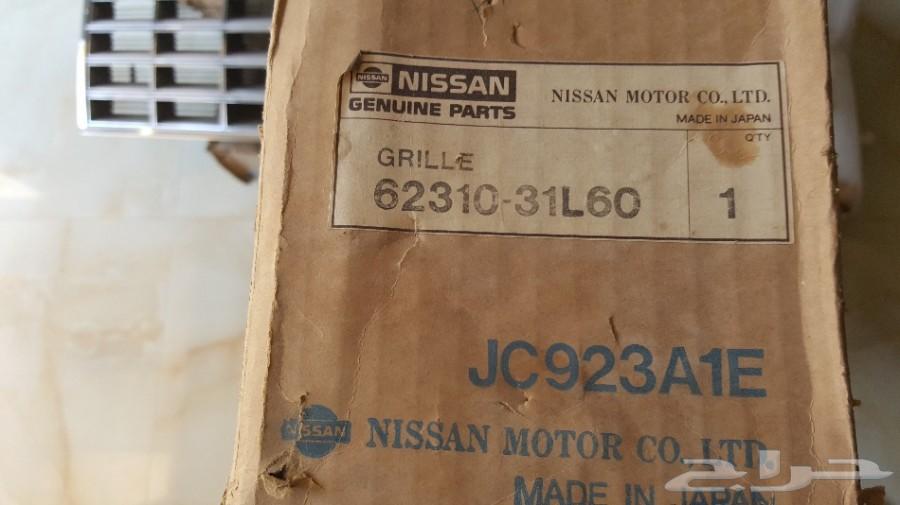 NISSAN NISSAN
GENUINE PARTS
NISSAN MOTOR CO., LTD.
MADE IN JAPAN
Q'TY
GRILLE
62310-31L60
1
JC923A1E
NISSAN NISSAN MOTOR CO., LTD.
MADE IN JAPAN
حراج